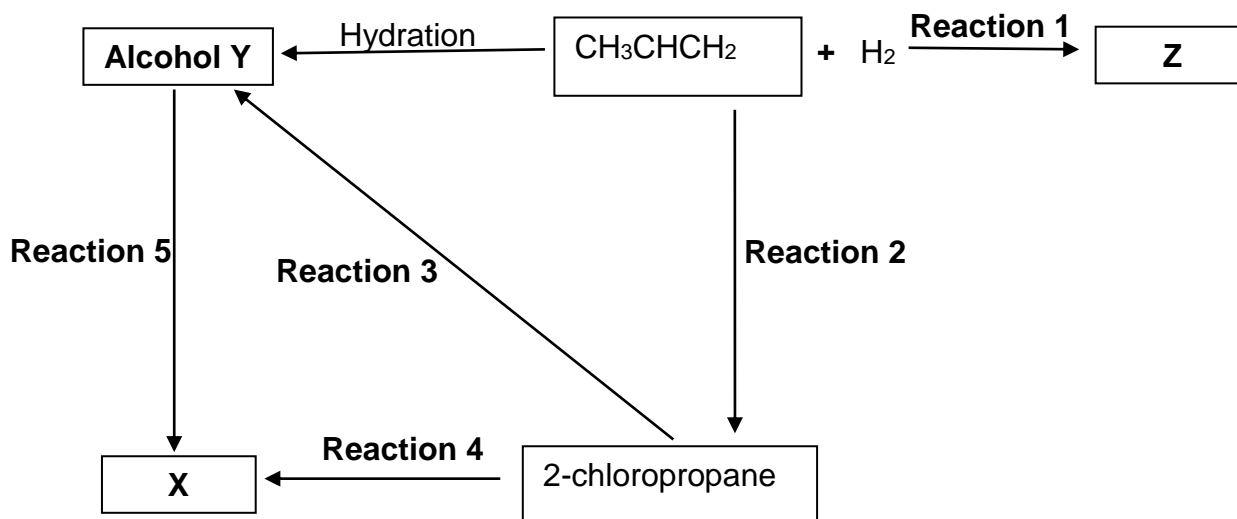 Alcohol Y
Hydration
CH₃CHCH₂
+ H₂
Reaction 1
Z
Reaction 5
Reaction 3
Reaction 2
X
Reaction 4
2-chloropropane